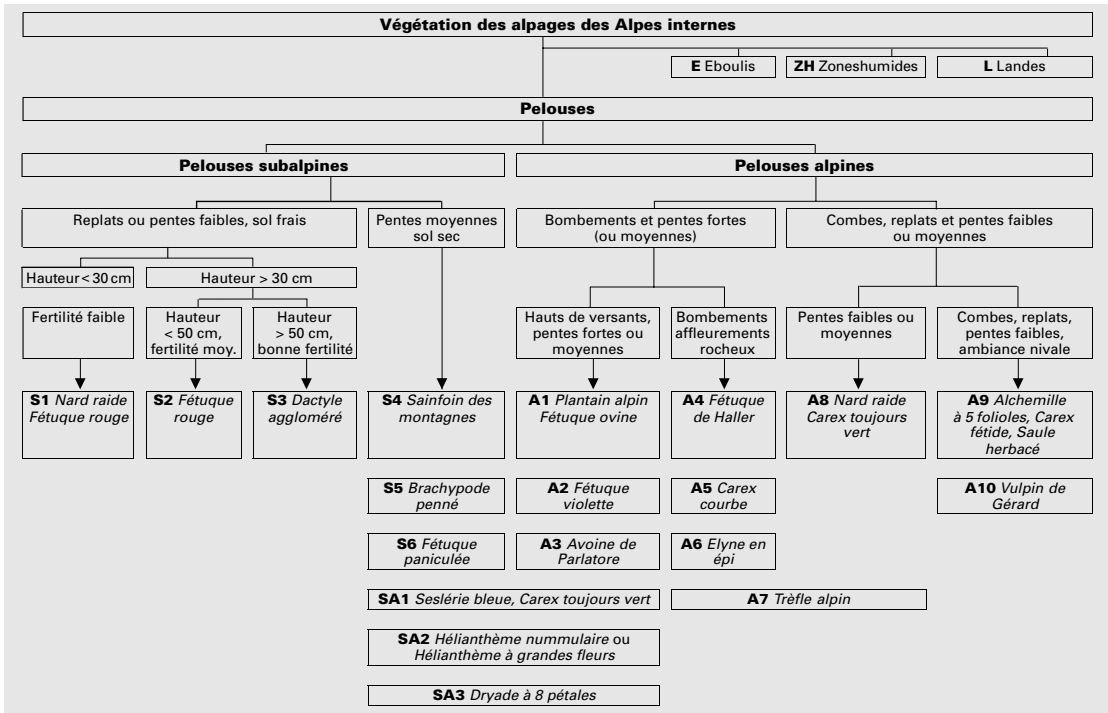 Végétation des alpages des Alpes internes
E Eboulis
ZH Zoneshumides
L Landes
Pelouses
Pelouses subalpines
Pelouses alpines
Replats ou pentes faibles, sol frais
Pentes moyennes
sol sec
Bombements et pentes fortes
(ou moyennes)
Combes, replats et pentes faibles
ou moyennes
Hauteur < 30 cm
Hauteur > 30 cm
Fertilité faible
Hauteur
< 50 cm,
fertilité moy.
Hauteur
> 50 cm,
bonne fertilité
Hauts de versants,
pentes fortes ou
moyennes
Bombements
affleurements
rocheux
Pentes faibles ou
moyennes
Combes, replats,
pentes faibles,
ambiance nivale
S1 Nard raide
Fétuque rouge
S2 Fétuque
rouge
S3 Dactyle
aggloméré
S4 Sainfoin des
montagnes
A1 Plantain alpin
Fétuque ovine
A4 Fétuque
de Haller
A8 Nard raide
Carex toujours
vert
A9 Alchemille
à 5 folioles, Carex
fétide, Saule
herbacé
S5 Brachypode
penné
A2 Fétuque
violette
A5 Carex
courbe
A10 Vulpin de
Gérard
S6 Fétuque
paniculée
A3 Avoine de
Parlatore
A6 Elyne en
épi
SA1 Seslérie bleue, Carex toujours vert
A7 Trèfle alpin
SA2 Hélianthème nummulaire ou
Hélianthème à grandes fleurs
SA3 Dryade à 8 pétales